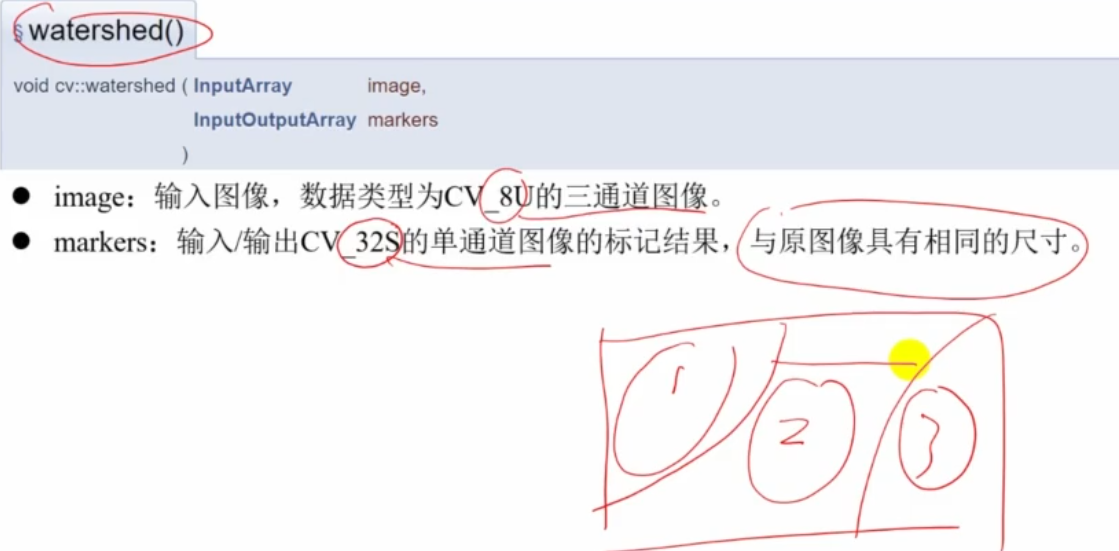 § watershed()
void cv::watershed ( InputArray image,
InputOutputArray markers
)
● image：输入图像，数据类型为CV_8U的三通道图像。
● markers：输入/输出CV_32S的单通道图像的标记结果，与原图像具有相同的尺寸。
1
2
3